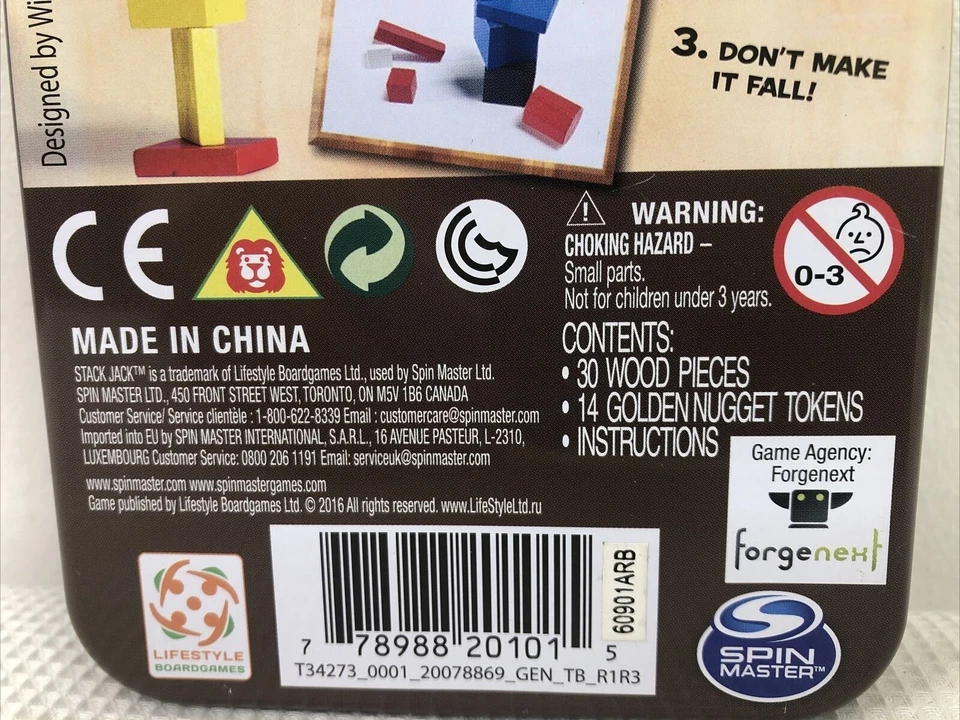 Designed by Wi
3. DON'T MAKE
IT FALL!
CE
WARNING:
CHOKING HAZARD –
Small parts.
Not for children under 3 years.
0-3
MADE IN CHINA
STACK JACK™ is a trademark of Lifestyle Boardgames Ltd., used by Spin Master Ltd.
SPIN MASTER LTD., 450 FRONT STREET WEST, TORONTO, ON M5V 1B6 CANADA
Customer Service/ Service clientèle : 1-800-622-8339 Email : customercare@spinmaster.com
Imported into EU by SPIN MASTER INTERNATIONAL, S.A.R.L., 16 AVENUE PASTEUR, L-2310,
LUXEMBOURG Customer Service: 0800 206 1191 Email: serviceuk@spinmaster.com
www.spinmaster.com www.spinmastergames.com
Game published by Lifestyle Boardgames Ltd. © 2016 All rights reserved. www.LifeStyleLtd.ru
CONTENTS:
• 30 WOOD PIECES
• 14 GOLDEN NUGGET TOKENS
• INSTRUCTIONS
Game Agency:
Forgenext
forgenext
LIFESTYLE
BOARDGAMES
7 78988 20101 5
60901ARB
T34273_0001_20078869_GEN_TB_R1R3
SPIN
MASTER™